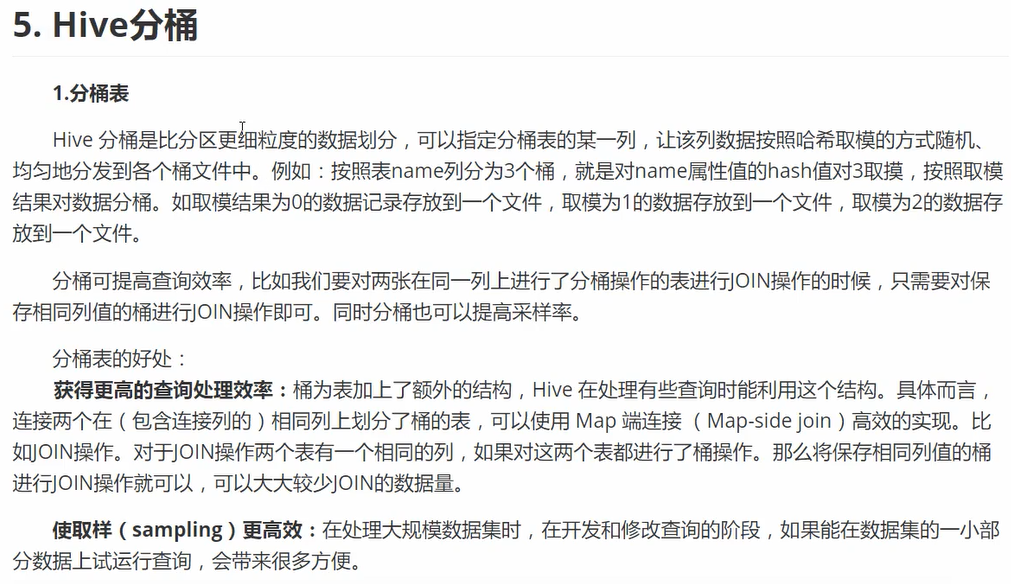 5. Hive分桶
1.分桶表
Hive 分桶是比分区更细粒度的数据划分，可以指定分桶表的某一列，让该列数据按照哈希取模的方式随机、
均匀地分发到各个桶文件中。例如：按照表name列分为3个桶，就是对name属性值的hash值对3取摸，按照取模
结果对数据分桶。如取模结果为0的数据记录存放到一个文件，取模为1的数据存放到一个文件，取模为2的数据存
放到一个文件。
分桶可提高查询效率，比如我们要对两张在同一列上进行了分桶操作的表进行JOIN操作的时候，只需要对保
存相同列值的桶进行JOIN操作即可。同时分桶也可以提高采样率。
分桶表的好处：
获得更高的查询处理效率：桶为表加上了额外的结构，Hive 在处理有些查询时能利用这个结构。具体而言，
连接两个在（包含连接列的）相同列上划分了桶的表，可以使用 Map 端连接 （Map-side join）高效的实现。比
如JOIN操作。对于JOIN操作两个表有一个相同的列，如果对这两个表都进行了桶操作。那么将保存相同列值的桶
进行JOIN操作就可以，可以大大较少JOIN的数据量。
使取样（sampling）更高效：在处理大规模数据集时，在开发和修改查询的阶段，如果能在数据集的一小部
分数据上试运行查询，会带来很多方便。